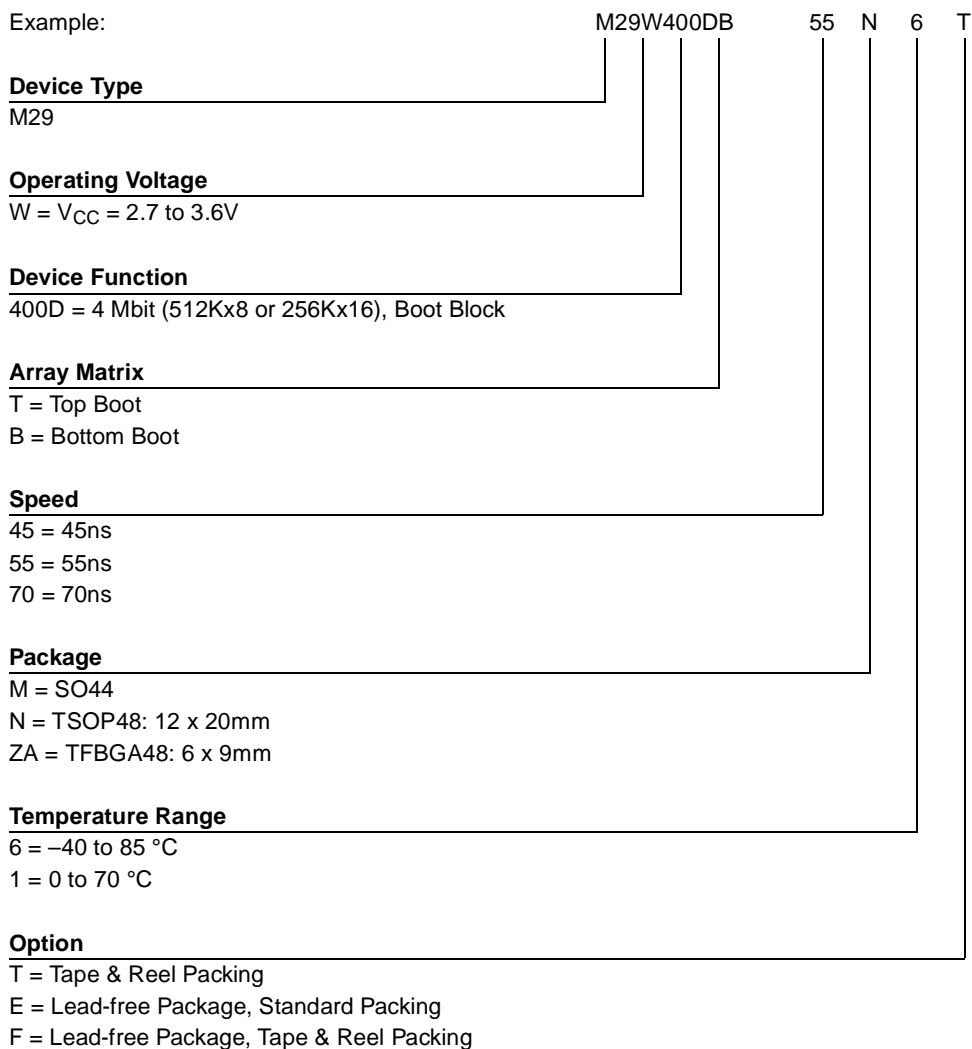 Example: M29W400DB 55 N 6 T
Device Type
M29
Operating Voltage
W = VCC = 2.7 to 3.6V
Device Function
400D = 4 Mbit (512Kx8 or 256Kx16), Boot Block
Array Matrix
T = Top Boot
B = Bottom Boot
Speed
45 = 45ns
55 = 55ns
70 = 70ns
Package
M = SO44
N = TSOP48: 12 x 20mm
ZA = TFBGA48: 6 x 9mm
Temperature Range
6 = –40 to 85 °C
1 = 0 to 70 °C
Option
T = Tape & Reel Packing
E = Lead-free Package, Standard Packing
F = Lead-free Package, Tape & Reel Packing